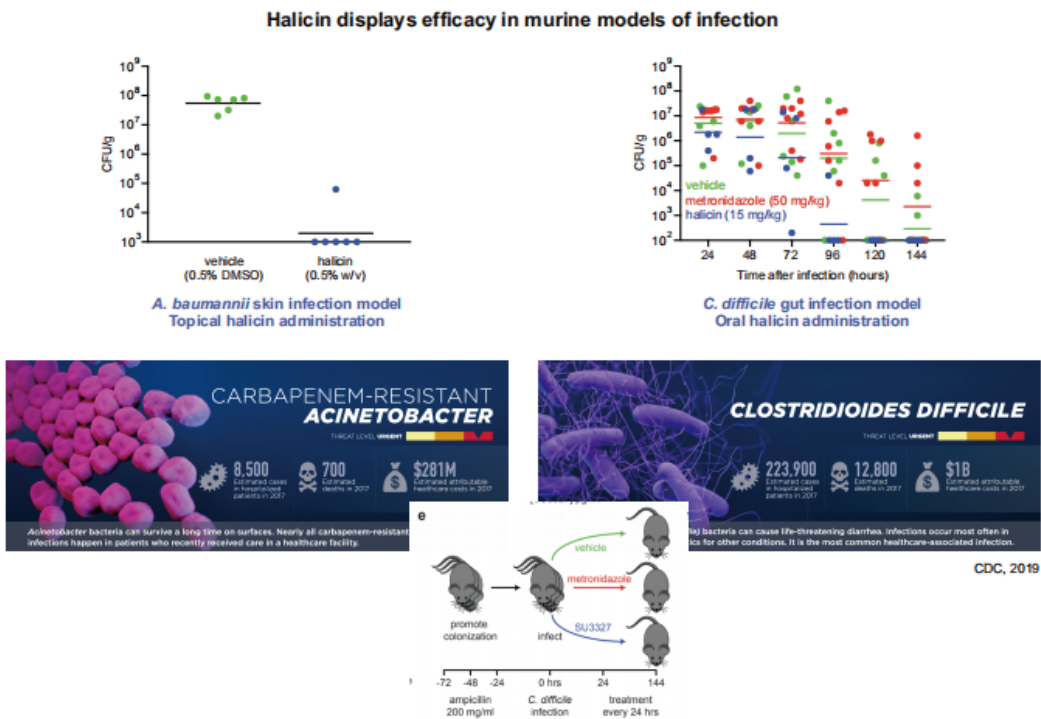 Halicin displays efficacy in murine models of infection
CFU/g
10⁹
10⁸
10⁷
10⁶
10⁵
10⁴
10³
vehicle
(0.5% DMSO)
halicin
(0.5% w/v)
A. baumannii skin infection model
Topical halicin administration
CFU/g
10⁹
10⁸
10⁷
10⁶
10⁵
10⁴
10³
10²
vehicle
metronidazole (50 mg/kg)
halicin (15 mg/kg)
24 48 72 96 120 144
Time after infection (hours)
C. difficile gut infection model
Oral halicin administration
CARBAPENEM-RESISTANT
ACINETOBACTER
THREAT LEVEL URGENT
8,500
Estimated cases
in hospitalized
patients in 2017
700
Estimated
deaths in 2017
$281M
Estimated attributable
healthcare costs in 2017
Acinetobacter bacteria can survive a long time on surfaces. Nearly all carbapenem-resistant
infections happen in patients who recently received care in a healthcare facility.
CLOSTRIDIOIDES DIFFICILE
THREAT LEVEL URGENT
223,900
Estimated cases
in hospitalized
patients in 2017
12,800
Estimated
deaths in 2017
$1B
Estimated attributable
healthcare costs in 2017
bacteria can cause life-threatening diarrhea. Infections occur most often in
for other conditions. It is the most common healthcare-associated infection.
CDC, 2019
e
vehicle
metronidazole
SU3327
promote
colonization
infect
-72 -48 -24 0 hrs 24 144
ampicillin
200 mg/ml
C. difficile
infection
treatment
every 24 hrs